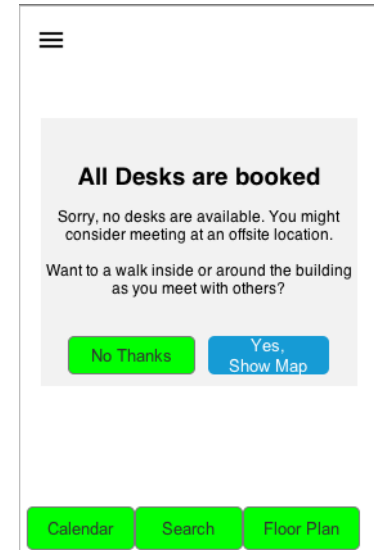 All Desks are booked
Sorry, no desks are available. You might
consider meeting at an offsite location.
Want to a walk inside or around the building
as you meet with others?
No Thanks
Yes,
Show Map
Calendar
Search
Floor Plan